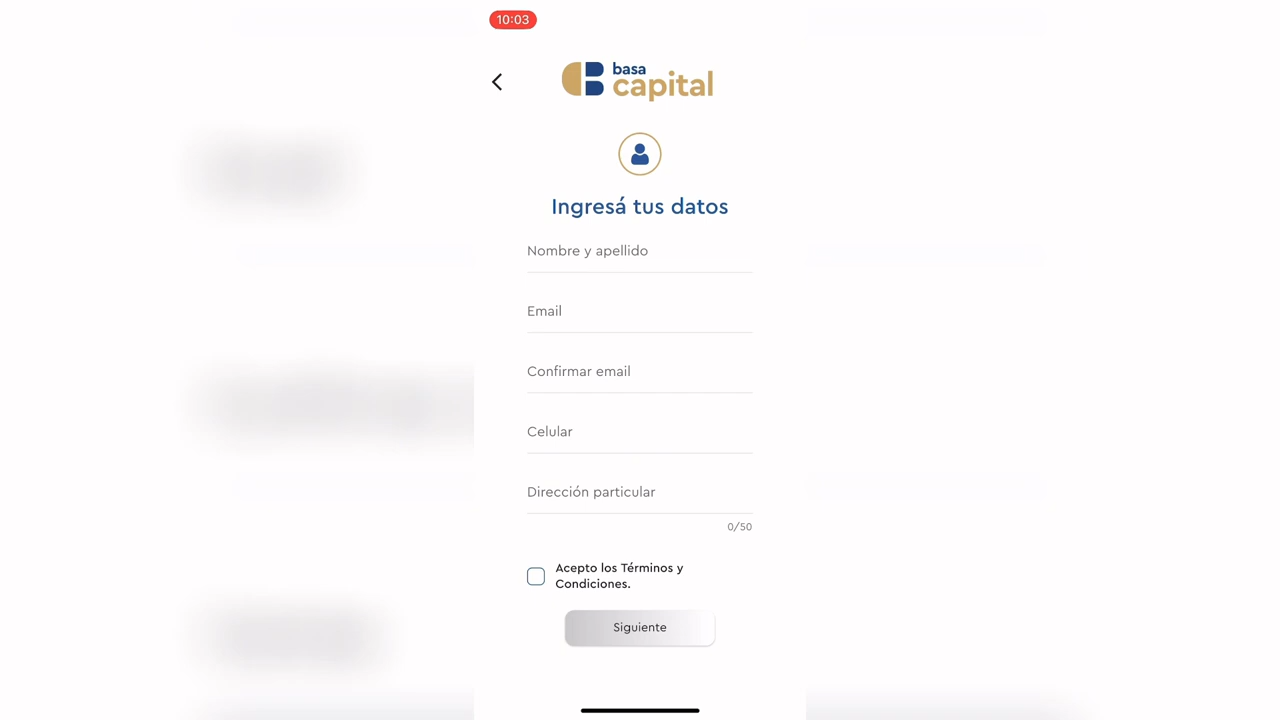 10:03
basa
capital
Ingresá tus datos
Nombre y apellido
Email
Confirmar email
Celular
Dirección particular
0/50
Acepto los Términos y
Condiciones.
Siguiente